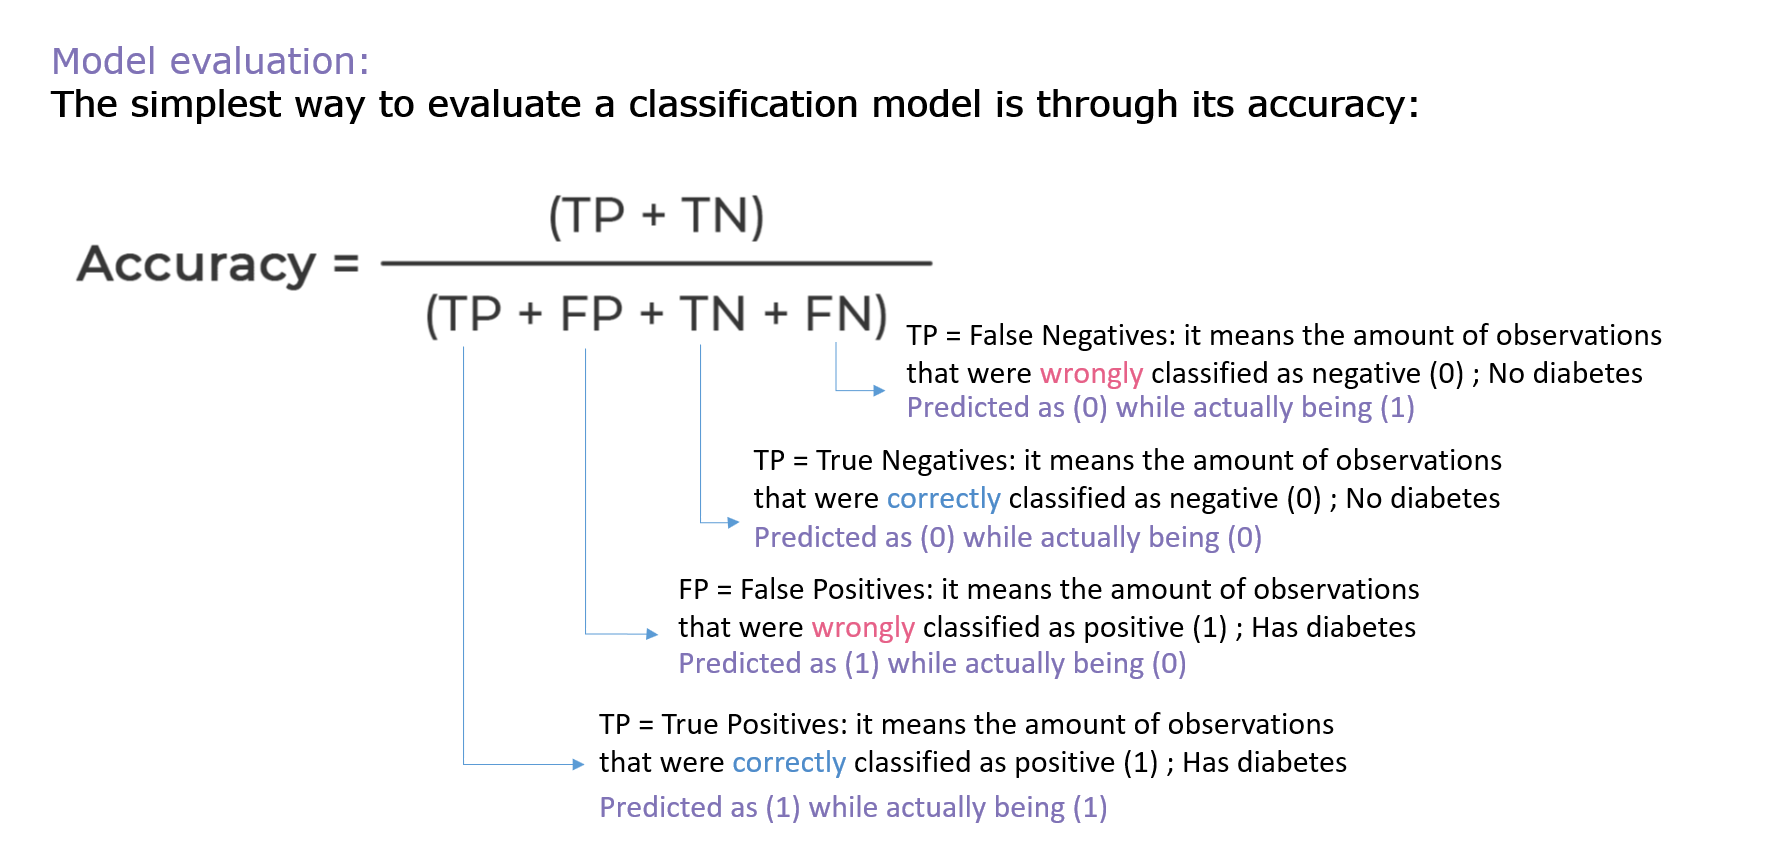 Model evaluation:
The simplest way to evaluate a classification model is through its accuracy:
(TP + TN)
Accuracy =
(TP + FP + TN + FN)
TP = False Negatives: it means the amount of observations
that were wrongly classified as negative (0) ; No diabetes
Predicted as (0) while actually being (1)
TP = True Negatives: it means the amount of observations
that were correctly classified as negative (0) ; No diabetes
Predicted as (0) while actually being (0)
FP = False Positives: it means the amount of observations
that were wrongly classified as positive (1) ; Has diabetes
Predicted as (1) while actually being (0)
TP = True Positives: it means the amount of observations
that were correctly classified as positive (1) ; Has diabetes
Predicted as (1) while actually being (1)